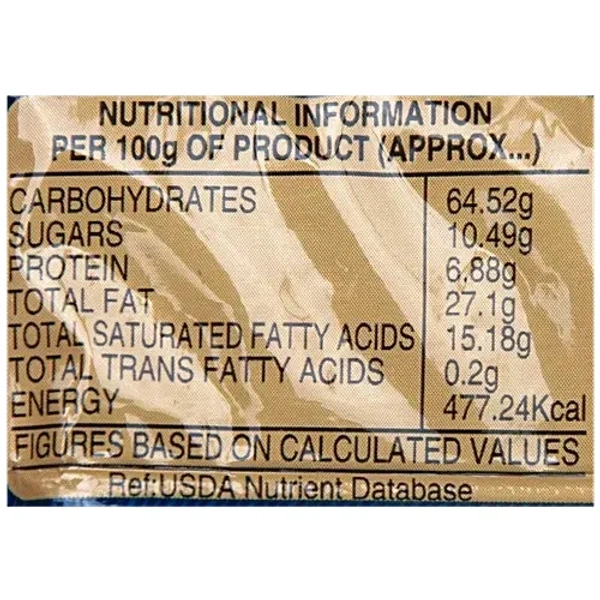 NUTRITIONAL INFORMATION
PER 100g OF PRODUCT (APPROX...)
CARBOHYDRATES 64.52g
SUGARS 10.49g
PROTEIN 6.88g
TOTAL FAT 27.1g
TOTAL SATURATED FATTY ACIDS 15.18g
TOTAL TRANS FATTY ACIDS 0.2g
ENERGY 477.24Kcal
FIGURES BASED ON CALCULATED VALUES
Ref:USDA Nutrient Database